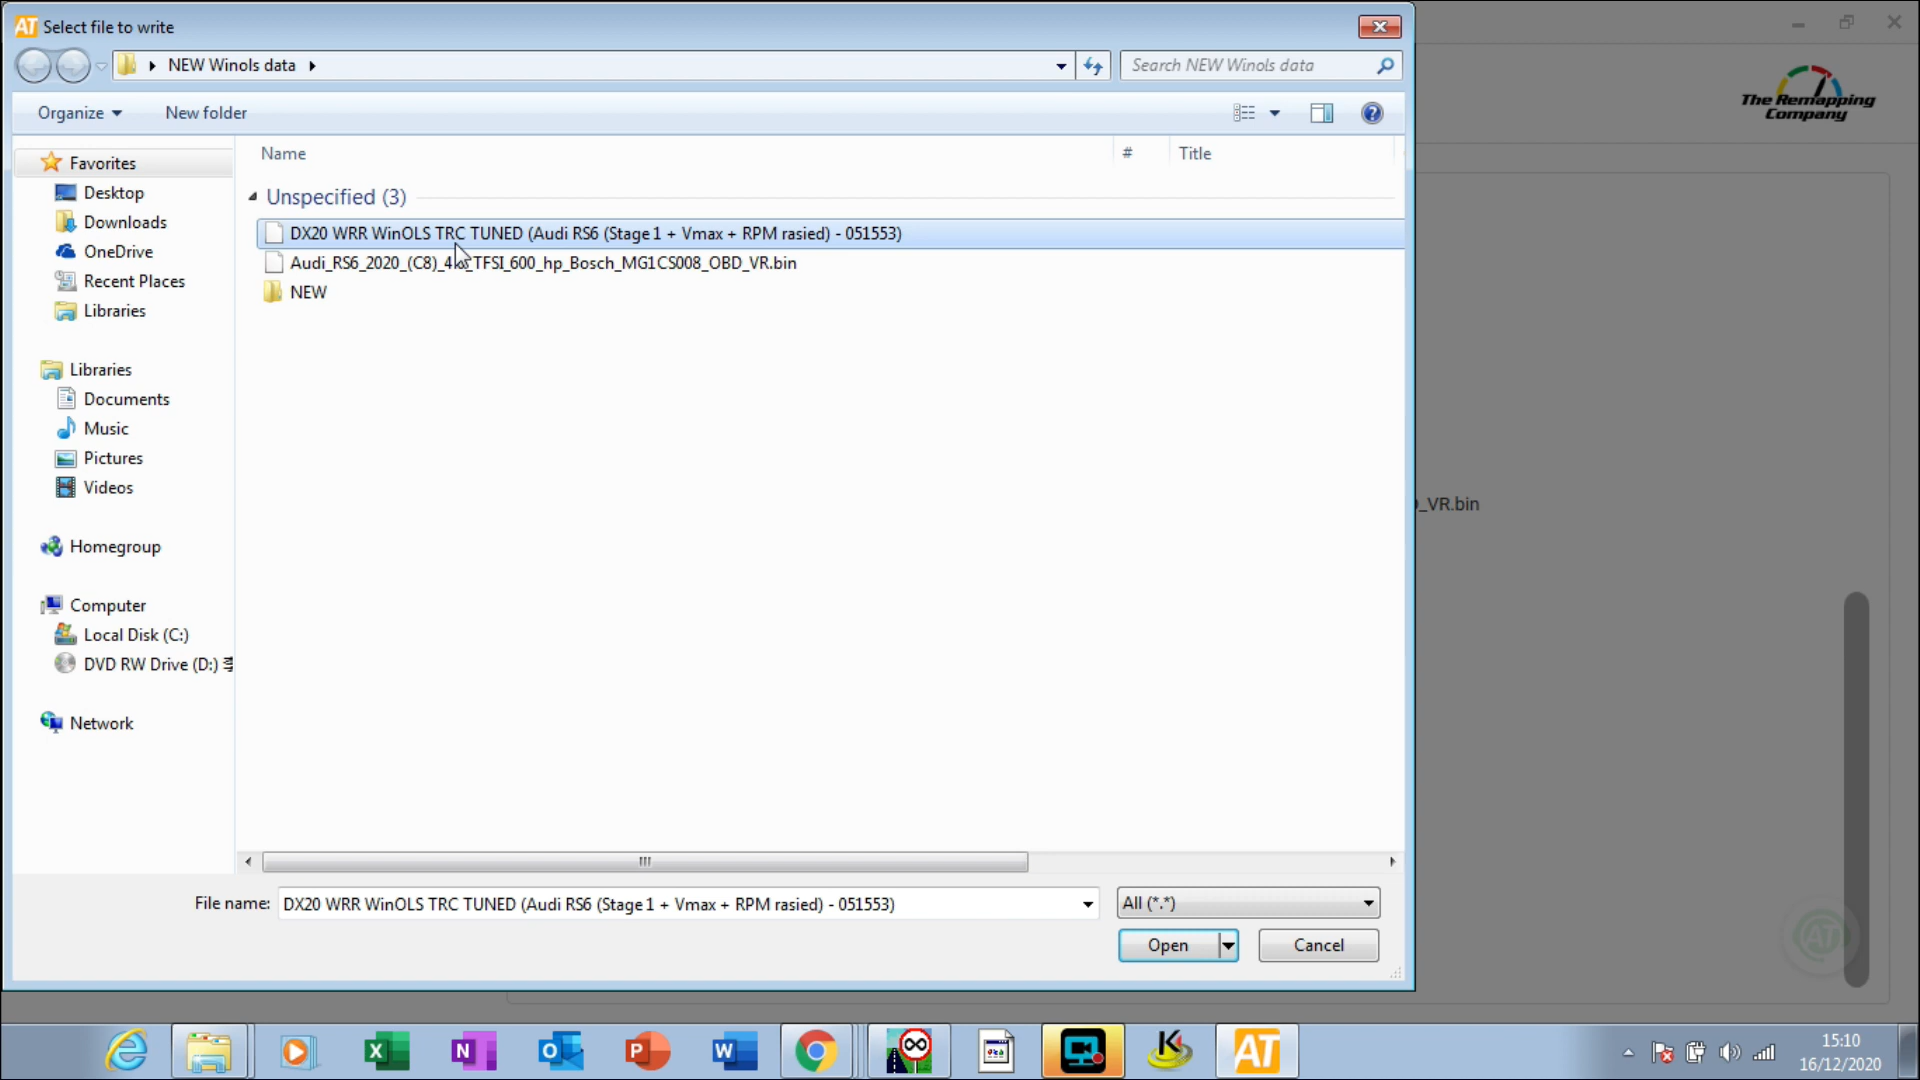 AT Select file to write
NEW Winols data
Search NEW Winols data
Organize
New folder
The Remapping
Company
Name
#
Title
Favorites
Desktop
Downloads
OneDrive
Recent Places
Libraries
Libraries
Documents
Music
Pictures
Videos
Homegroup
Computer
Local Disk (C:)
DVD RW Drive (D:)
Network
Unspecified (3)
DX20 WRR WinOLS TRC TUNED (Audi RS6 (Stage 1 + Vmax + RPM rasied) - 051553)
Audi_RS6_2020_(C8)_4 _TFSI_600_hp_Bosch_MG1CS008_OBD_VR.bin
NEW
_VR.bin
File name:
DX20 WRR WinOLS TRC TUNED (Audi RS6 (Stage 1 + Vmax + RPM rasied) - 051553)
All (*.*)
Open
Cancel
AT
15:10
16/12/2020